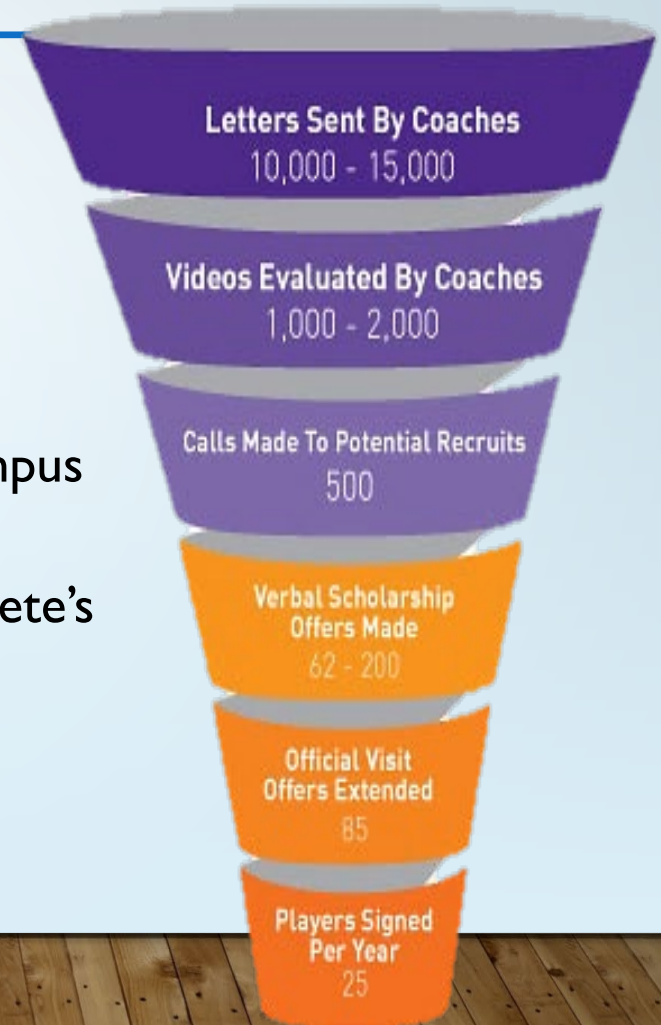 Letters Sent By Coaches
10,000 - 15,000
Videos Evaluated By Coaches
1,000 - 2,000
Calls Made To Potential Recruits
500
Verbal Scholarship
Offers Made
62 - 200
Official Visit
Offers Extended
85
Players Signed
Per Year
25